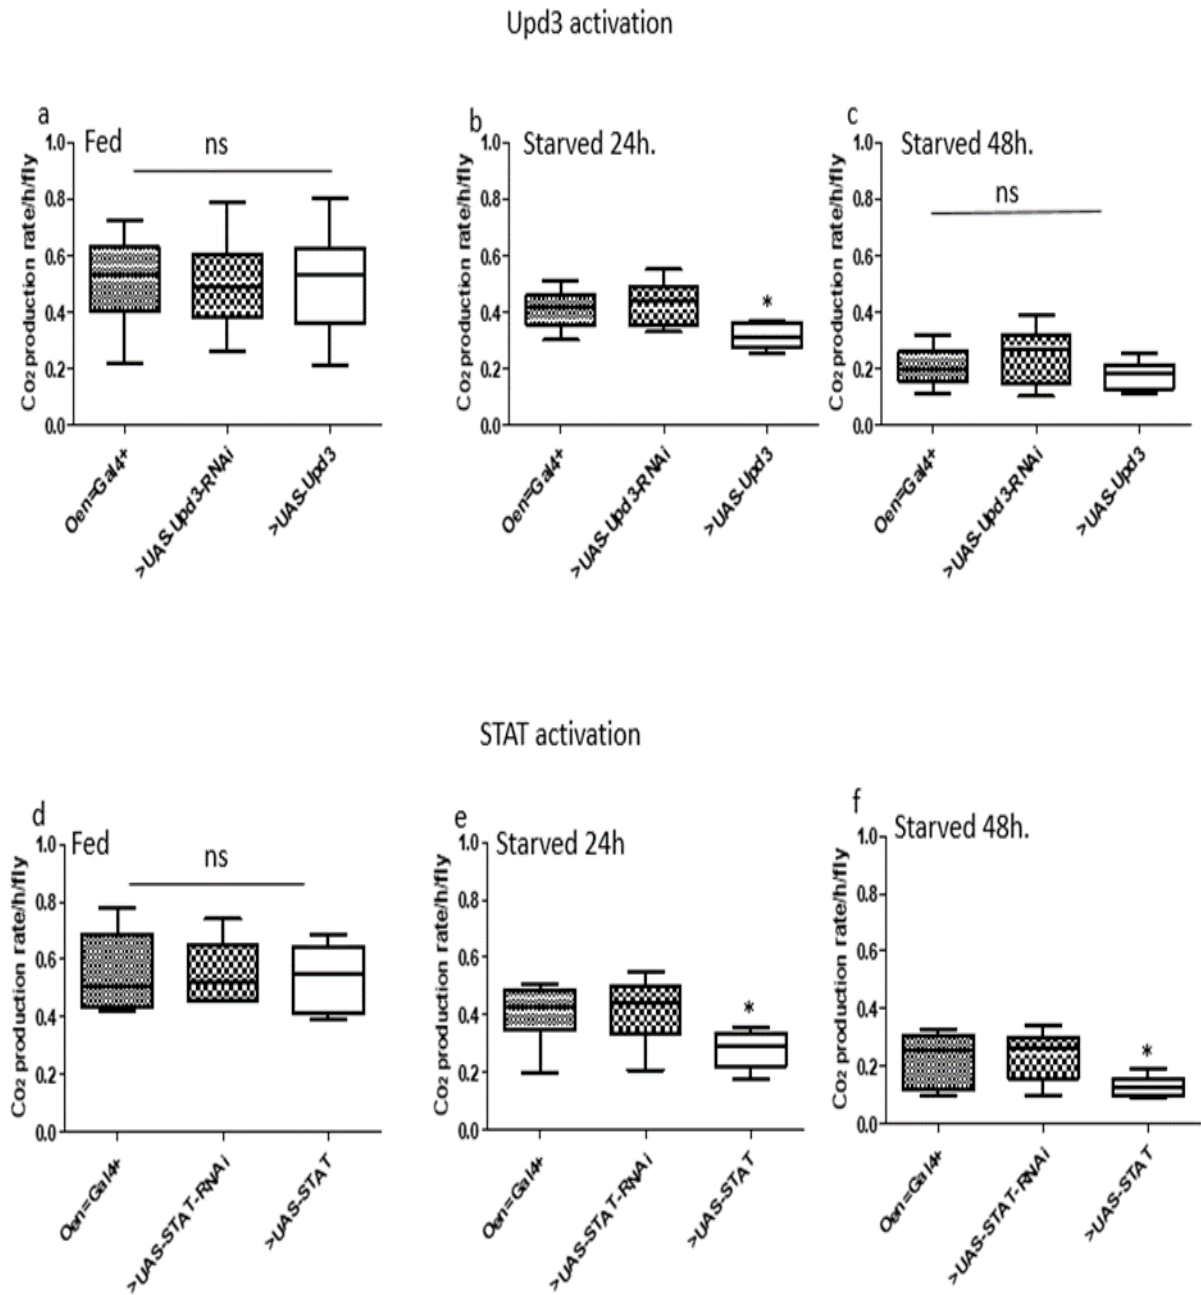 Upd3 activation
a
Fed
ns
Co₂ production rate/h/fly
1.0
0.8
0.6
0.4
0.2
0.0
Oen=Gal4+
>UAS-Upd3-RNAi
>UAS-Upd3
b
Starved 24h.
*
Co₂ production rate/h/fly
1.0
0.8
0.6
0.4
0.2
0.0
Oen=Gal4+
>UAS-Upd3-RNAi
>UAS-Upd3
c
Starved 48h.
ns
Co₂ production rate/h/fly
1.0
0.8
0.6
0.4
0.2
0.0
Oen=Gal4+
>UAS-Upd3-RNAi
>UAS-Upd3
STAT activation
d
Fed
ns
Co₂ production rate/h/fly
1.0
0.8
0.6
0.4
0.2
0.0
Oen=Gal4+
>UAS-STAT-RNAi
>UAS-STAT
e
Starved 24h
*
Co₂ production rate/h/fly
1.0
0.8
0.6
0.4
0.2
0.0
Oen=Gal4+
>UAS-STAT-RNAi
>UAS-STAT
f
Starved 48h.
*
Co₂ production rate/h/fly
1.0
0.8
0.6
0.4
0.2
0.0
Oen=Gal4+
>UAS-STAT-RNAi
>UAS-STAT